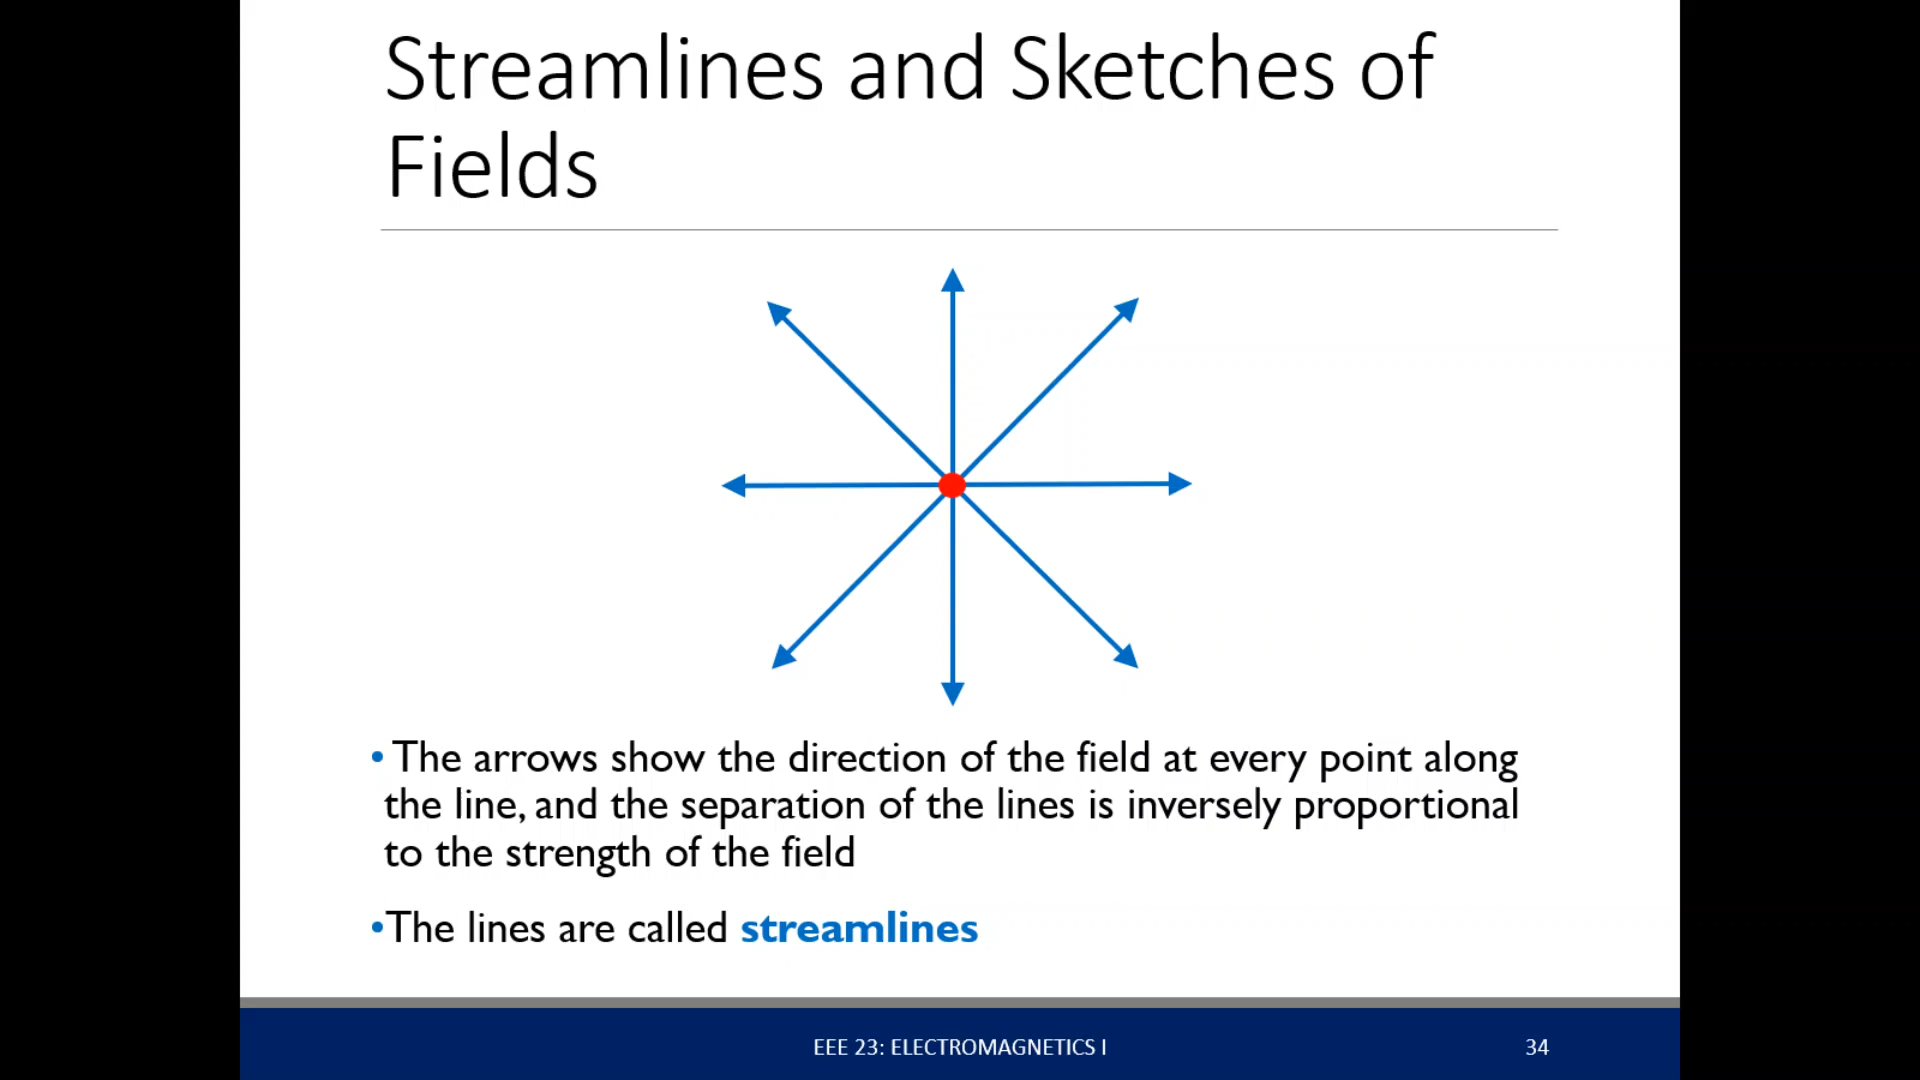 Streamlines and Sketches of
Fields
• The arrows show the direction of the field at every point along
the line, and the separation of the lines is inversely proportional
to the strength of the field
•The lines are called streamlines
EEE 23: ELECTROMAGNETICS I
34